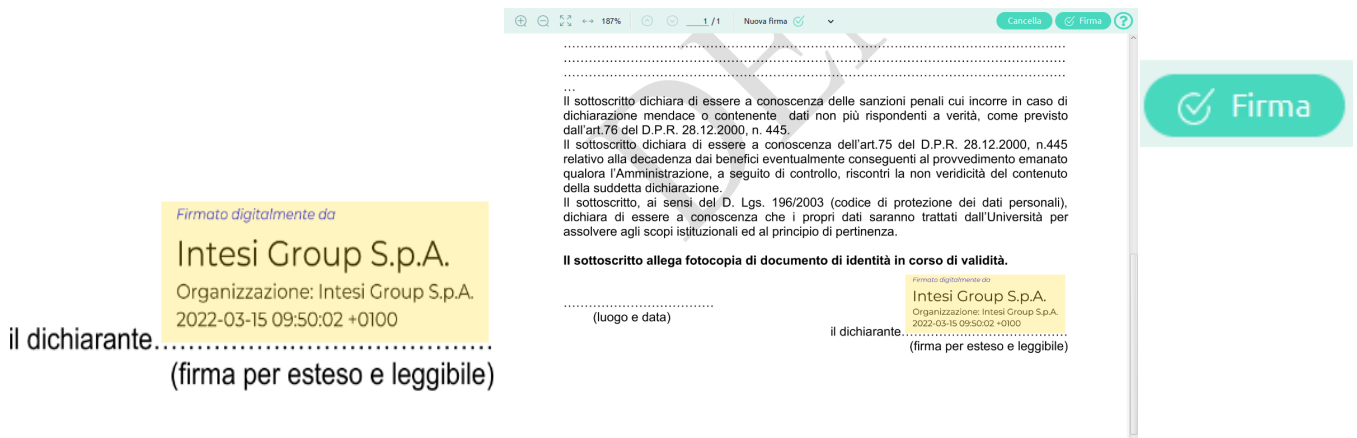 Firmato digitalmente da
Intesi Group S.p.A.
Organizzazione: Intesi Group S.p.A.
2022-03-15 09:50:02 +0100
il dichiarante.............................................
(firma per esteso e leggibile)
187% 1 /1 Nuova firma Cancella Firma ?
...........................................................................................................................
...........................................................................................................................
...........................................................................................................................
...
Il sottoscritto dichiara di essere a conoscenza delle sanzioni penali cui incorre in caso di
dichiarazione mendace o contenente dati non più rispondenti a verità, come previsto
dall'art.76 del D.P.R. 28.12.2000, n. 445.
Il sottoscritto dichiara di essere a conoscenza dell'art.75 del D.P.R. 28.12.2000, n.445
relativo alla decadenza dai benefici eventualmente conseguenti al provvedimento emanato
qualora l'Amministrazione, a seguito di controllo, riscontri la non veridicità del contenuto
della suddetta dichiarazione.
Il sottoscritto, ai sensi del D. Lgs. 196/2003 (codice di protezione dei dati personali),
dichiara di essere a conoscenza che i propri dati saranno trattati dall'Università per
assolvere agli scopi istituzionali ed al principio di pertinenza.
Il sottoscritto allega fotocopia di documento di identità in corso di validità.
Firmato digitalmente da
Intesi Group S.p.A.
Organizzazione: Intesi Group S.p.A.
2022-03-15 09:50:02 +0100
..................................
(luogo e data)
il dichiarante.........................................
(firma per esteso e leggibile)
Firma